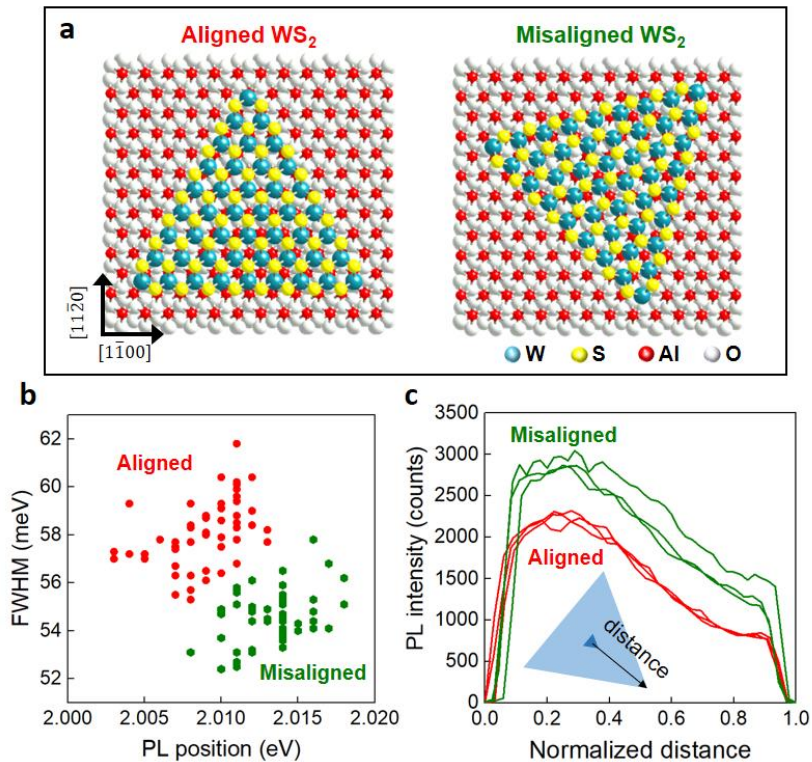 a
Aligned WS₂
Misaligned WS₂
[112̄0]
[11̄00]
W S Al O
b
62
60
58
56
54
52
FWHM (meV)
Aligned
Misaligned
2.000 2.005 2.010 2.015 2.020
PL position (eV)
c
3500
3000
2500
2000
1500
1000
500
0
PL intensity (counts)
Misaligned
Aligned
distance
0.0 0.2 0.4 0.6 0.8 1.0
Normalized distance